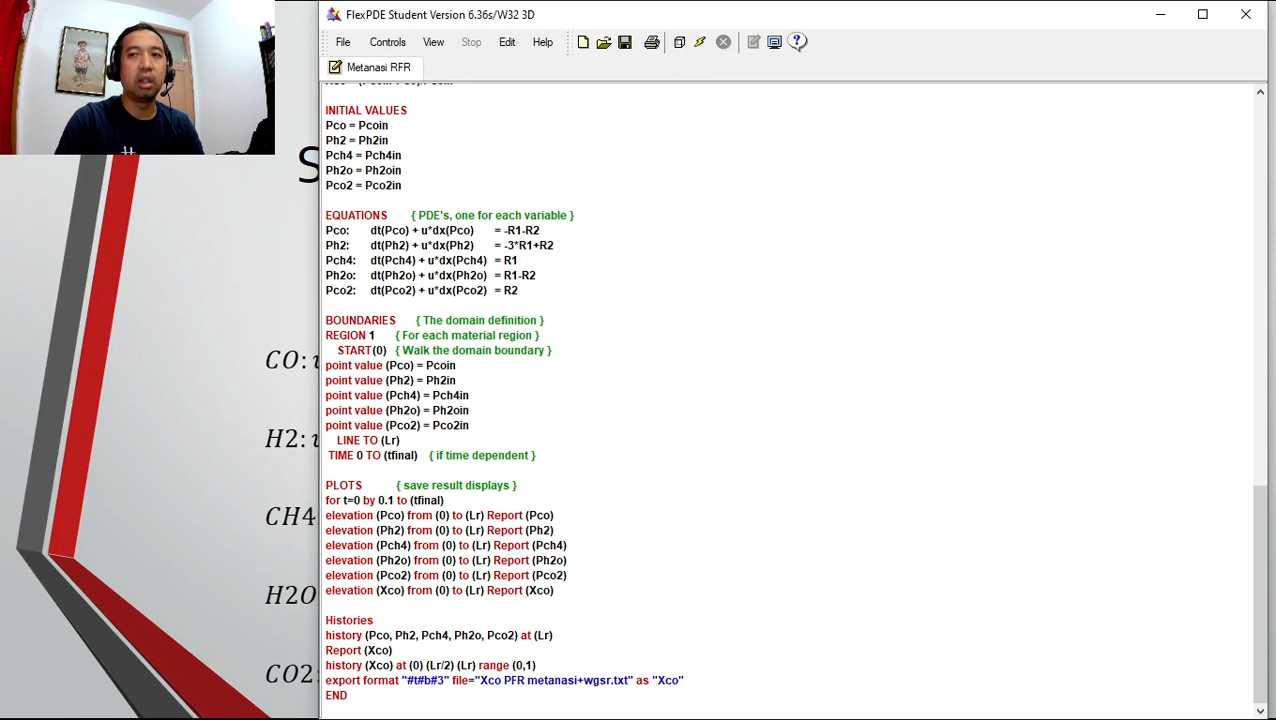 FlexPDE Student Version 6.36s/W32 3D
File Controls View Stop Edit Help
Metanasi RFR
INITIAL VALUES
Pco = Pcoin
Ph2 = Ph2in
Pch4 = Pch4in
Ph2o = Ph2oin
Pco2 = Pco2in
EQUATIONS { PDE's, one for each variable }
Pco: dt(Pco) + u*dx(Pco) = -R1-R2
Ph2: dt(Ph2) + u*dx(Ph2) = -3*R1+R2
Pch4: dt(Pch4) + u*dx(Pch4) = R1
Ph2o: dt(Ph2o) + u*dx(Ph2o) = R1-R2
Pco2: dt(Pco2) + u*dx(Pco2) = R2
BOUNDARIES { The domain definition }
REGION 1 { For each material region }
START(0) { Walk the domain boundary }
point value (Pco) = Pcoin
point value (Ph2) = Ph2in
point value (Pch4) = Pch4in
point value (Ph2o) = Ph2oin
point value (Pco2) = Pco2in
LINE TO (Lr)
TIME 0 TO (tfinal) { if time dependent }
PLOTS { save result displays }
for t=0 by 0.1 to (tfinal)
elevation (Pco) from (0) to (Lr) Report (Pco)
elevation (Ph2) from (0) to (Lr) Report (Ph2)
elevation (Pch4) from (0) to (Lr) Report (Pch4)
elevation (Ph2o) from (0) to (Lr) Report (Ph2o)
elevation (Pco2) from (0) to (Lr) Report (Pco2)
elevation (Xco) from (0) to (Lr) Report (Xco)
Histories
history (Pco, Ph2, Pch4, Ph2o, Pco2) at (Lr)
Report (Xco)
history (Xco) at (0) (Lr/2) (Lr) range (0,1)
export format "#t#b#3" file="Xco PFR metanasi+wgsr.txt" as "Xco"
END
S
CO:
H2:
CH4
H2O
CO2: